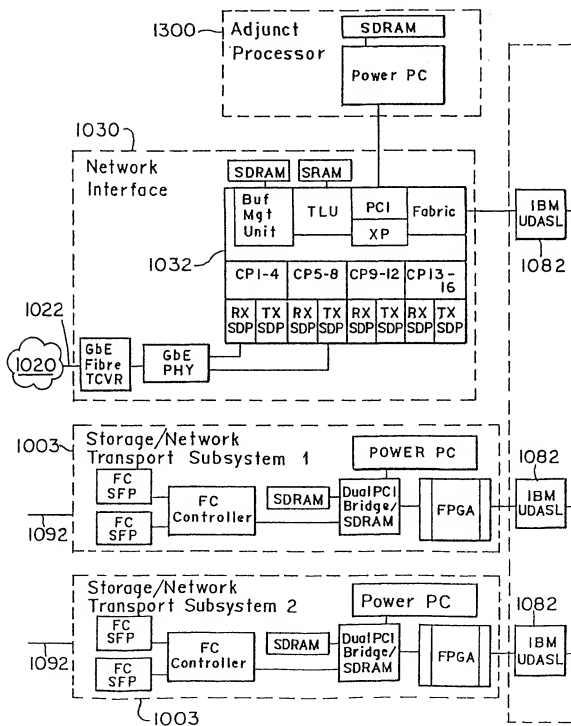 1300
Adjunct
Processor
SDRAM
Power PC
1030
Network
Interface
SDRAM
SRAM
Buf
Mgt
Unit
TLU
PCI
XP
Fabric
IBM
UDASL
1082
1032
CP1-4
CP5-8
CP9-12
CP13-
16
RX
SDP
TX
SDP
RX
SDP
TX
SDP
RX
SDP
TX
SDP
RX
SDP
TX
SDP
1022
1020
GbE
Fibre
TCVR
GbE
PHY
1003
Storage/Network
Transport Subsystem 1
POWER PC
FC
SFP
FC
SFP
FC
Controller
SDRAM
Dual PCI
Bridge/
SDRAM
FPGA
1082
IBM
UDASL
1092
Storage/Network
Transport Subsystem 2
Power PC
FC
SFP
FC
SFP
FC
Controller
SDRAM
Dual PCI
Bridge/
SDRAM
FPGA
1082
IBM
UDASL
1092
1003